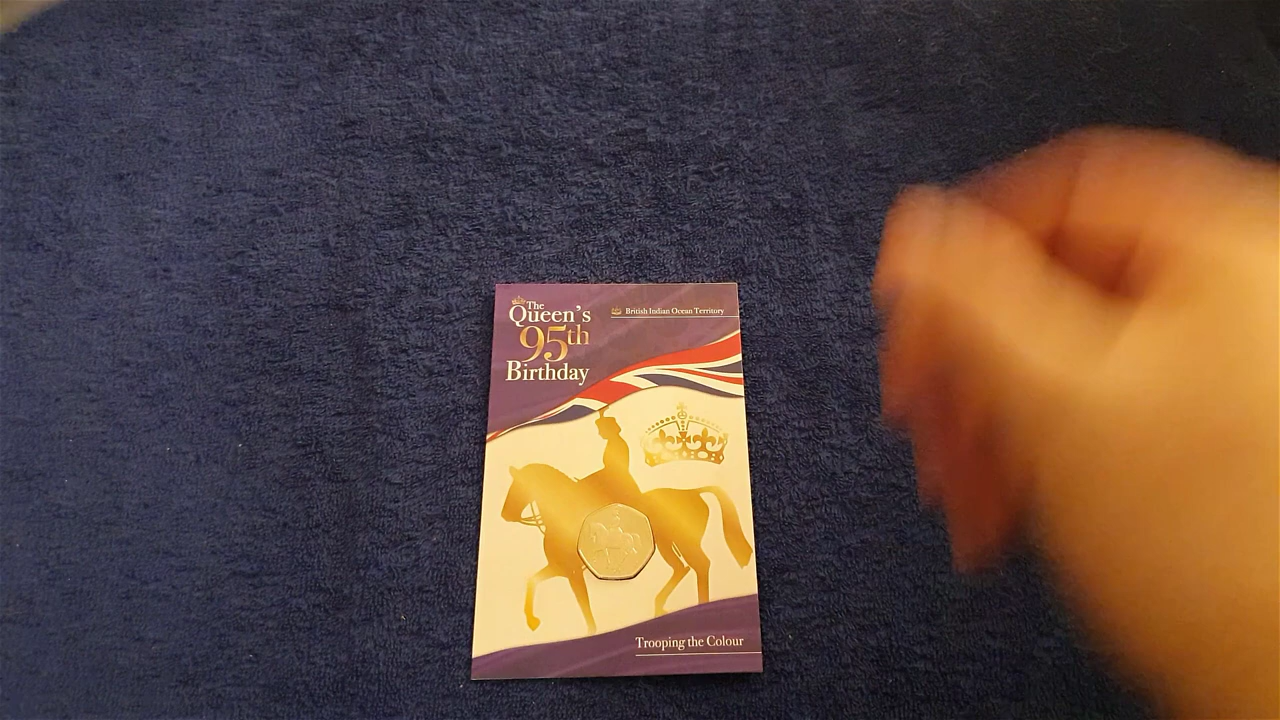 The
Queen's
95th
Birthday
British Indian Ocean Territory
Trooping the Colour